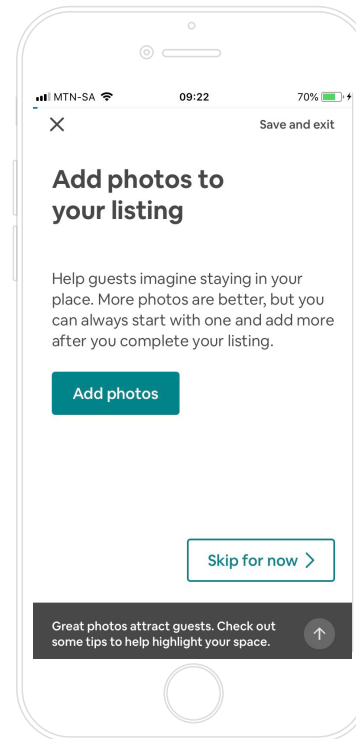 MTN-SA 09:22 70%
Save and exit
Add photos to
your listing
Help guests imagine staying in your
place. More photos are better, but you
can always start with one and add more
after you complete your listing.
Add photos
Skip for now
Great photos attract guests. Check out
some tips to help highlight your space.